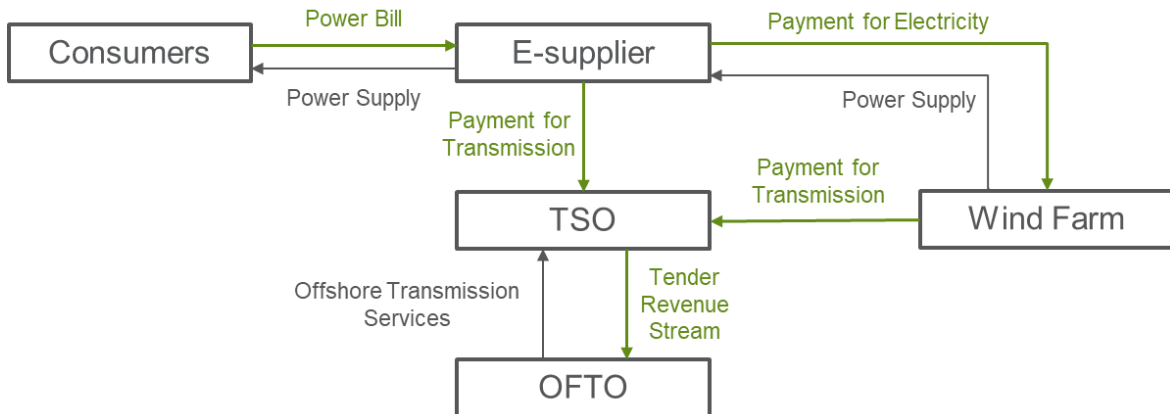 Power Bill
Payment for Electricity
Consumers
E-supplier
Power Supply
Power Supply
Payment for
Transmission
Payment for
Transmission
TSO
Wind Farm
Offshore Transmission
Services
Tender
Revenue
Stream
OFTO